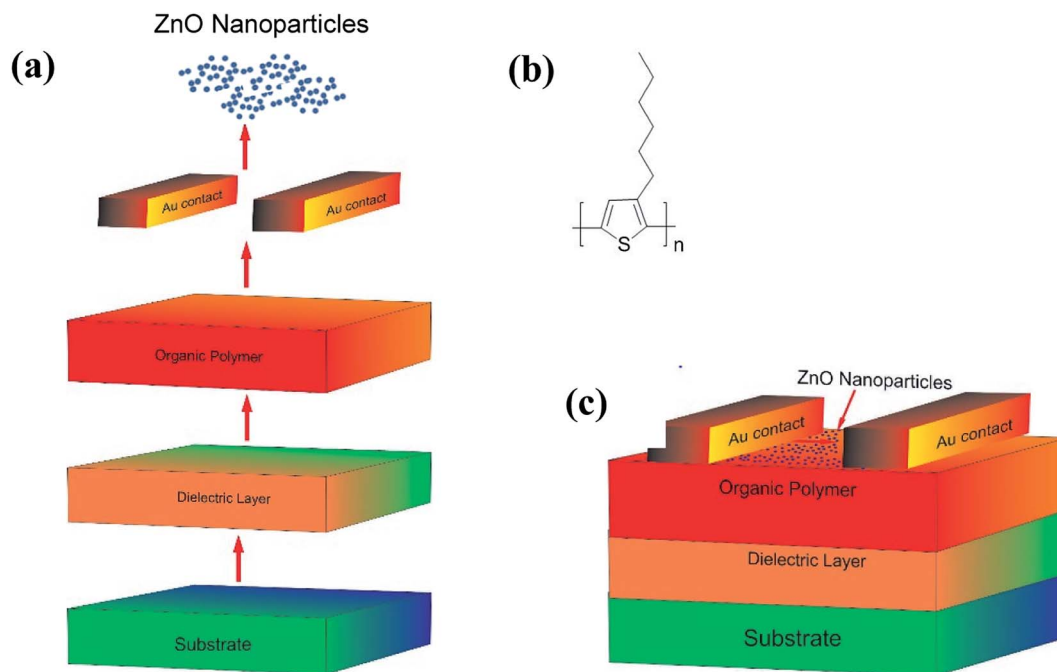 ZnO Nanoparticles
(a)
Au contact
Au contact
Organic Polymer
Dielectric Layer
Substrate
(b)
S
n
ZnO Nanoparticles
(c)
Au contact
Au contact
Organic Polymer
Dielectric Layer
Substrate